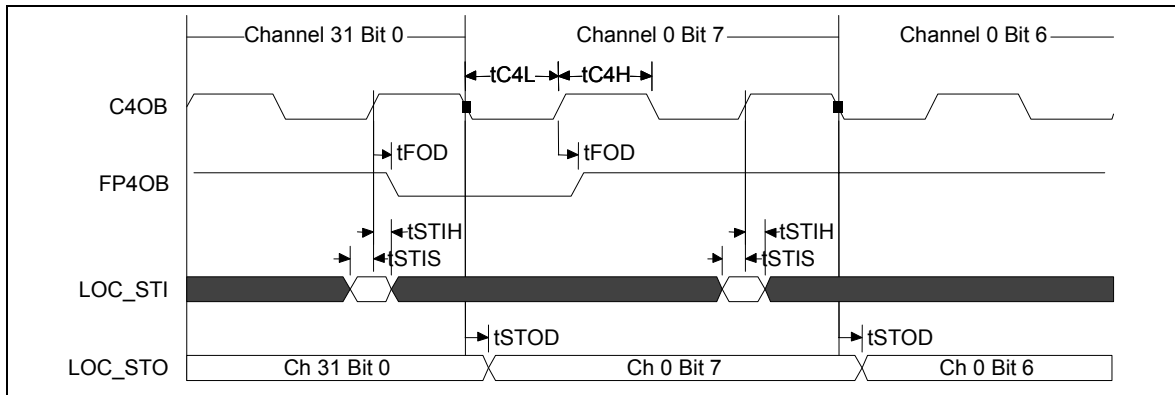 Channel 31 Bit 0 Channel 0 Bit 7 Channel 0 Bit 6
tC4L tC4H
C4OB
tFOD tFOD
FP4OB
tSTIH tSTIH
tSTIS tSTIS
LOC_STI
tSTOD tSTOD
LOC_STO Ch 31 Bit 0 Ch 0 Bit 7 Ch 0 Bit 6